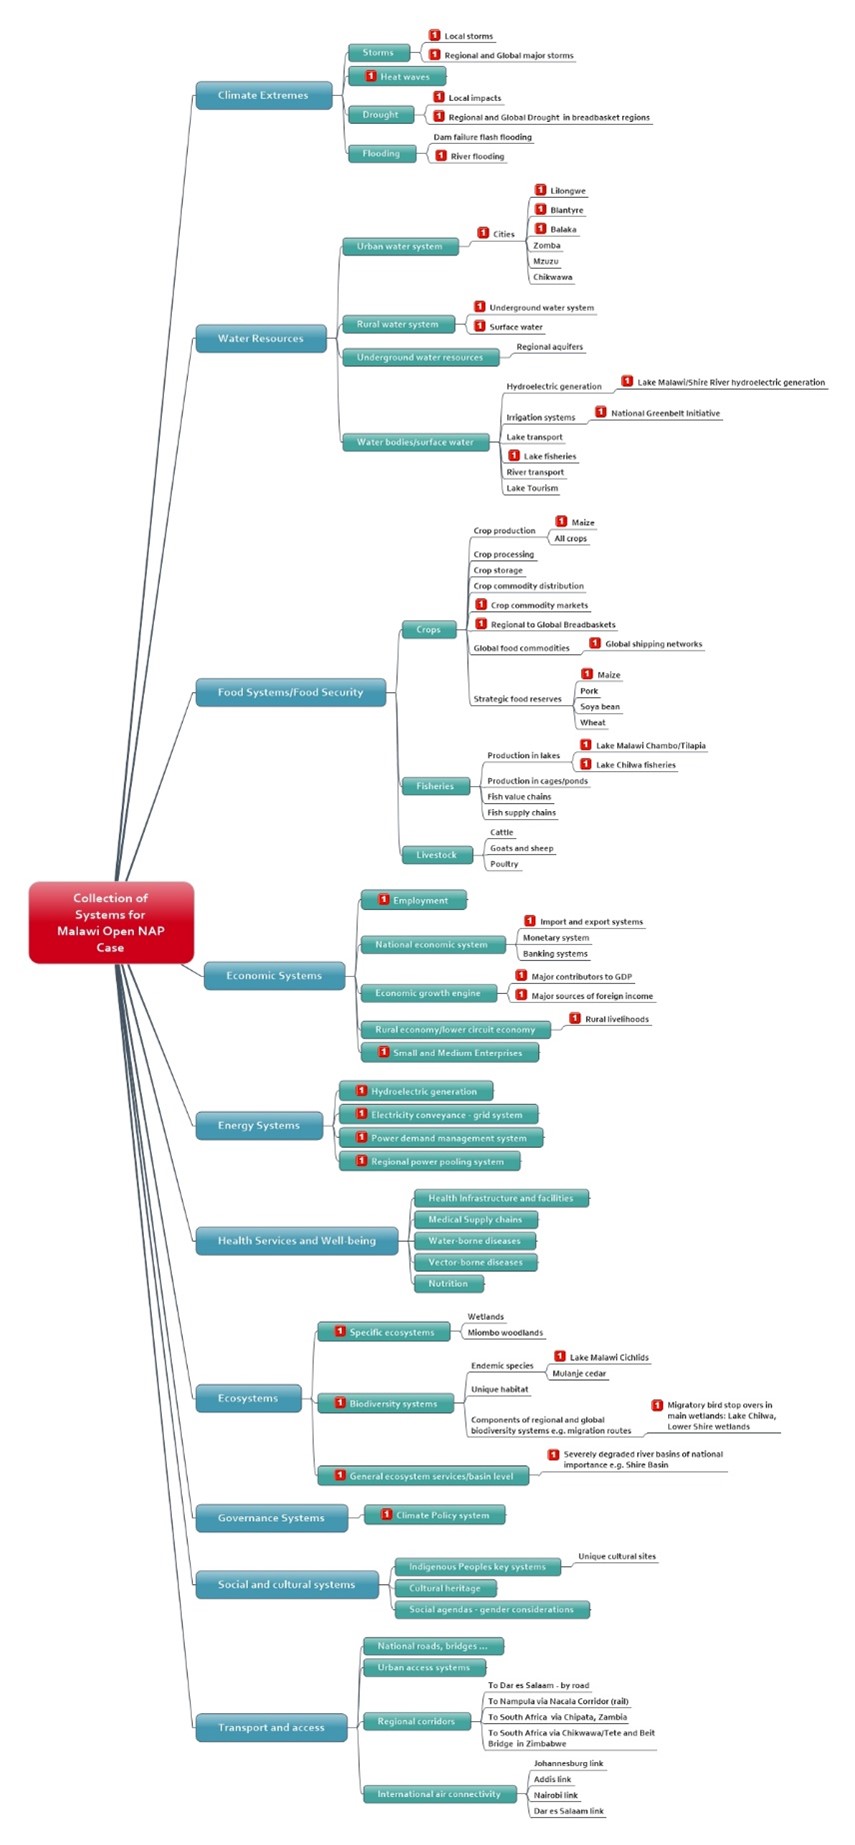 Collection of
Systems for
Malawi Open NAP
Case
Climate Extremes
Storms
1 Local storms
1 Regional and Global major storms
1 Heat waves
Drought
1 Local impacts
1 Regional and Global Drought in breadbasket regions
Flooding
Dam failure flash flooding
1 River flooding
Water Resources
Urban water system
1 Cities
1 Lilongwe
1 Blantyre
1 Balaka
Zomba
Mzuzu
Chikwawa
Rural water system
1 Underground water system
1 Surface water
Underground water resources
Regional aquifers
Water bodies/surface water
Hydroelectric generation
1 Lake Malawi/Shire River hydroelectric generation
Irrigation systems
1 National Greenbelt Initiative
Lake transport
1 Lake fisheries
River transport
Lake Tourism
Food Systems/Food Security
Crops
Crop production
1 Maize
All crops
Crop processing
Crop storage
Crop commodity distribution
1 Crop commodity markets
1 Regional to Global Breadbaskets
Global food commodities
1 Global shipping networks
Strategic food reserves
1 Maize
Pork
Soya bean
Wheat
Fisheries
Production in lakes
1 Lake Malawi Chambo/Tilapia
1 Lake Chilwa fisheries
Production in cages/ponds
Fish value chains
Fish supply chains
Livestock
Cattle
Goats and sheep
Poultry
Economic Systems
1 Employment
National economic system
1 Import and export systems
Monetary system
Banking systems
Economic growth engine
1 Major contributors to GDP
1 Major sources of foreign income
Rural economy/lower circuit economy
1 Rural livelihoods
1 Small and Medium Enterprises
Energy Systems
1 Hydroelectric generation
1 Electricity conveyance - grid system
1 Power demand management system
1 Regional power pooling system
Health Services and Well-being
Health Infrastructure and facilities
Medical Supply chains
Water-borne diseases
Vector-borne diseases
Nutrition
Ecosystems
1 Specific ecosystems
Wetlands
Miombo woodlands
1 Biodiversity systems
Endemic species
1 Lake Malawi Cichlids
Mulanje cedar
Unique habitat
Components of regional and global
biodiversity systems e.g. migration routes
1 Migratory bird stop overs in
main wetlands: Lake Chilwa,
Lower Shire wetlands
1 General ecosystem services/basin level
1 Severely degraded river basins of national
importance e.g. Shire Basin
Governance Systems
1 Climate Policy system
Social and cultural systems
Indigenous Peoples key systems
Unique cultural sites
Cultural heritage
Social agendas - gender considerations
Transport and access
National roads, bridges ...
Urban access systems
Regional corridors
To Dar es Salaam - by road
To Nampula via Nacala Corridor (rail)
To South Africa via Chipata, Zambia
To South Africa via Chikwawa/Tete and Beit
Bridge in Zimbabwe
International air connectivity
Johannesburg link
Addis link
Nairobi link
Dar es Salaam link